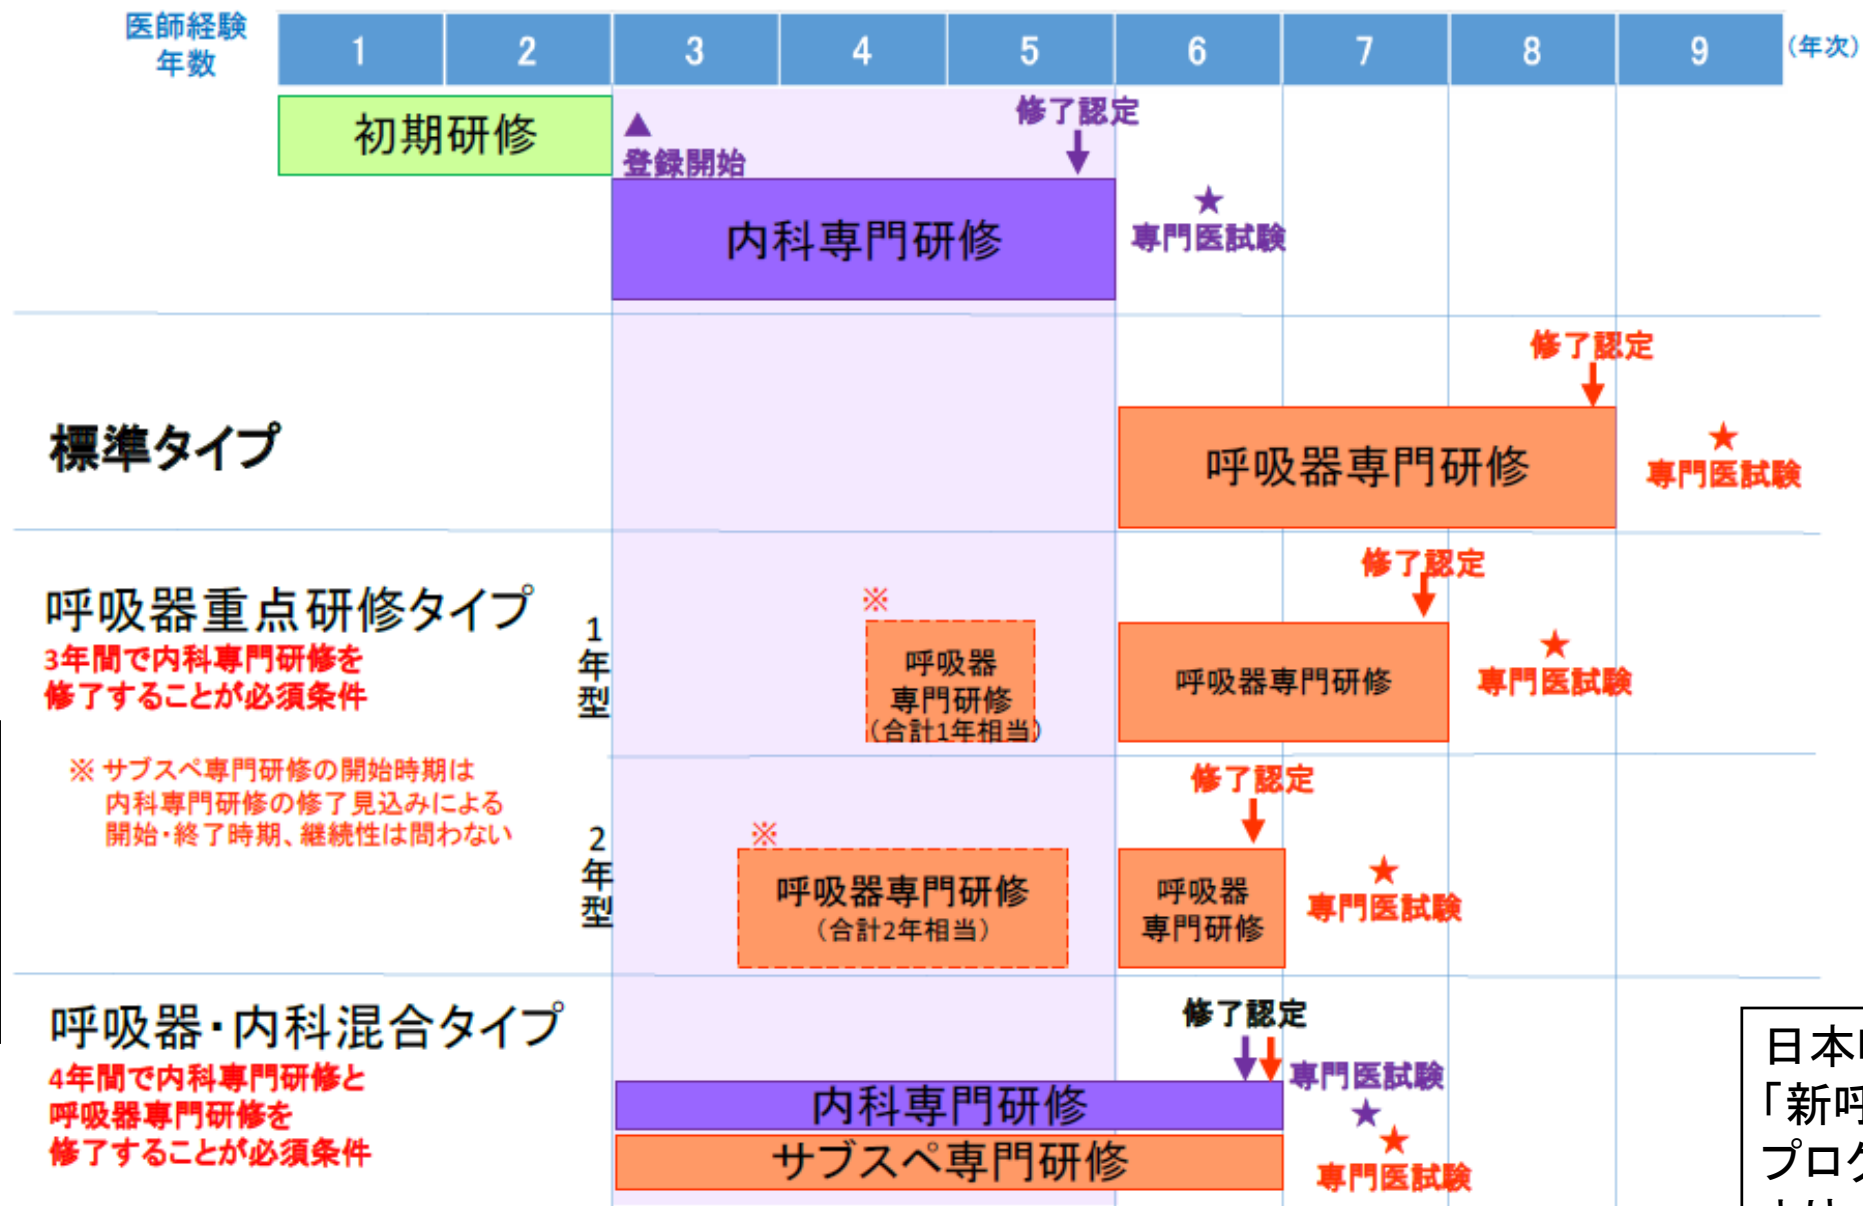 医師経験
年数
1
2
3
4
5
6
7
8
9
(年次)
初期研修
▲
登録開始
修了認定
内科専門研修
★
専門医試験
標準タイプ
修了認定
呼吸器専門研修
★
専門医試験
呼吸器重点研修タイプ
3年間で内科専門研修を
修了することが必須条件
※ サブスペ専門研修の開始時期は
内科専門研修の修了見込みによる
開始・終了時期、継続性は問わない
1年型
※
呼吸器
専門研修
(合計1年相当)
修了認定
呼吸器専門研修
★
専門医試験
2年型
※
呼吸器専門研修
(合計2年相当)
修了認定
呼吸器
専門研修
★
専門医試験
呼吸器・内科混合タイプ
4年間で内科専門研修と
呼吸器専門研修を
修了することが必須条件
修了認定
内科専門研修
サブスペ専門研修
専門医試験
★
★
専門医試験
日本
「新呼
プログ